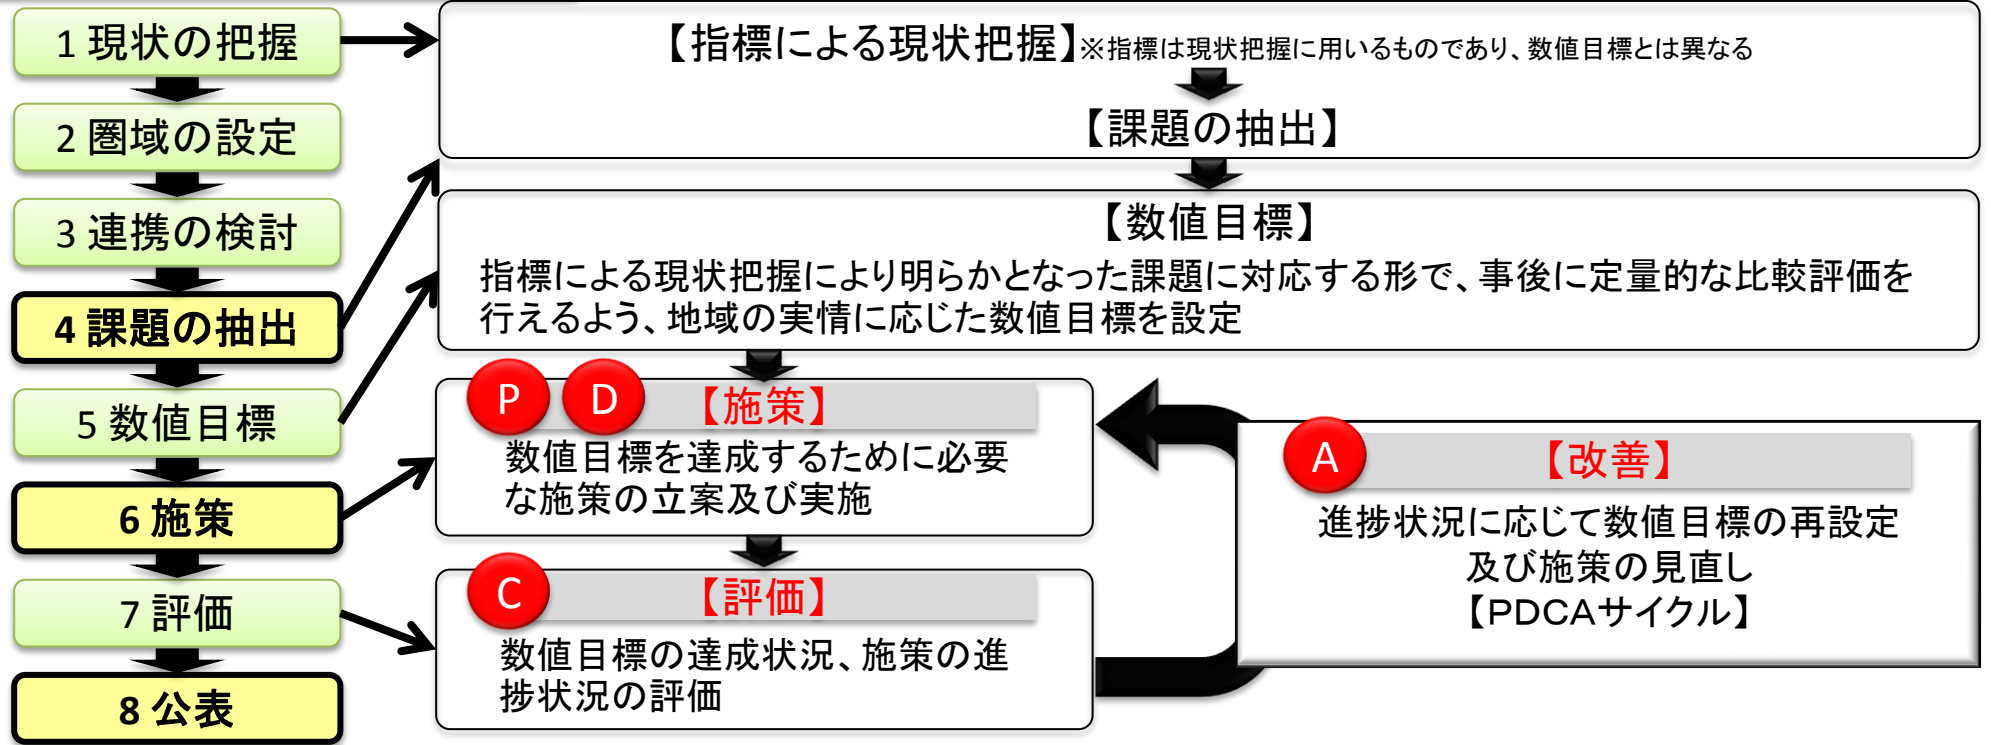 1 現状の把握
2 圏域の設定
3 連携の検討
4 課題の抽出
5 数値目標
6 施策
7 評価
8 公表
【指標による現状把握】※指標は現状把握に用いるものであり、数値目標とは異なる
【課題の抽出】
【数値目標】
指標による現状把握により明らかとなった課題に対応する形で、事後に定量的な比較評価を
行えるよう、地域の実情に応じた数値目標を設定
P D 【施策】
数値目標を達成するために必要
な施策の立案及び実施
C 【評価】
数値目標の達成状況、施策の進
捗状況の評価
A 【改善】
進捗状況に応じて数値目標の再設定
及び施策の見直し
【PDCAサイクル】